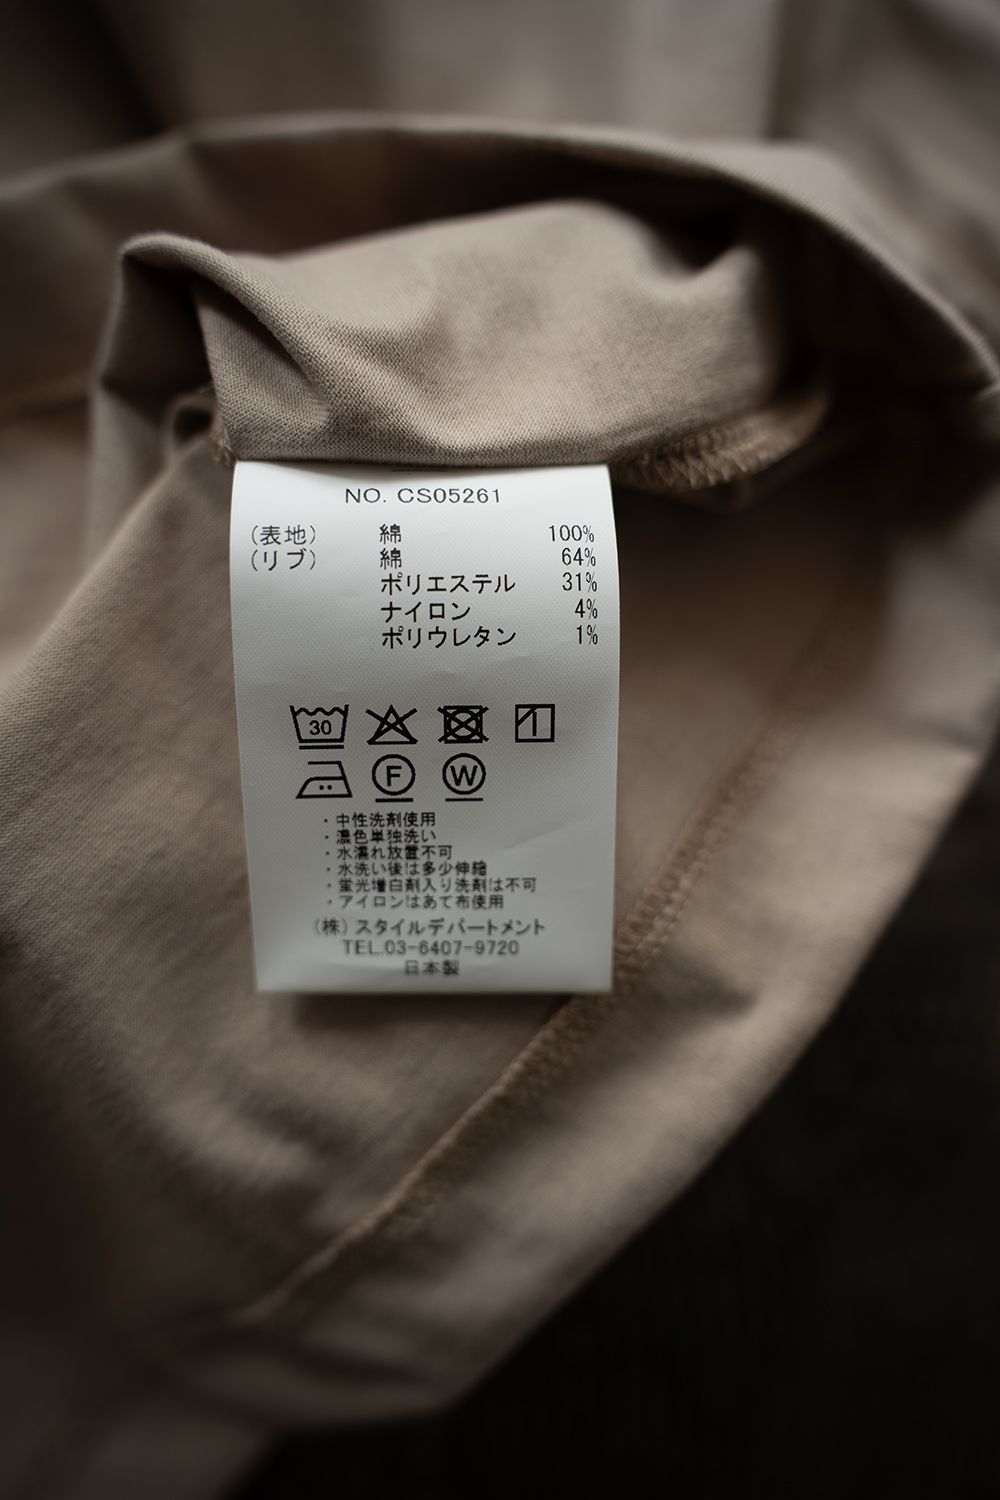 NO. CS05261
(表地) 綿 100%
(リブ) 綿 64%
ポリエステル 31%
ナイロン 4%
ポリウレタン 1%
30
F W
・中性洗剤使用
・濃色単独洗い
・水濡れ放置不可
・水洗い後は多少伸縮
・蛍光増白剤入り洗剤は不可
・アイロンはあて布使用
(株)スタイルデパートメント
TEL.03-6407-9720
日本製